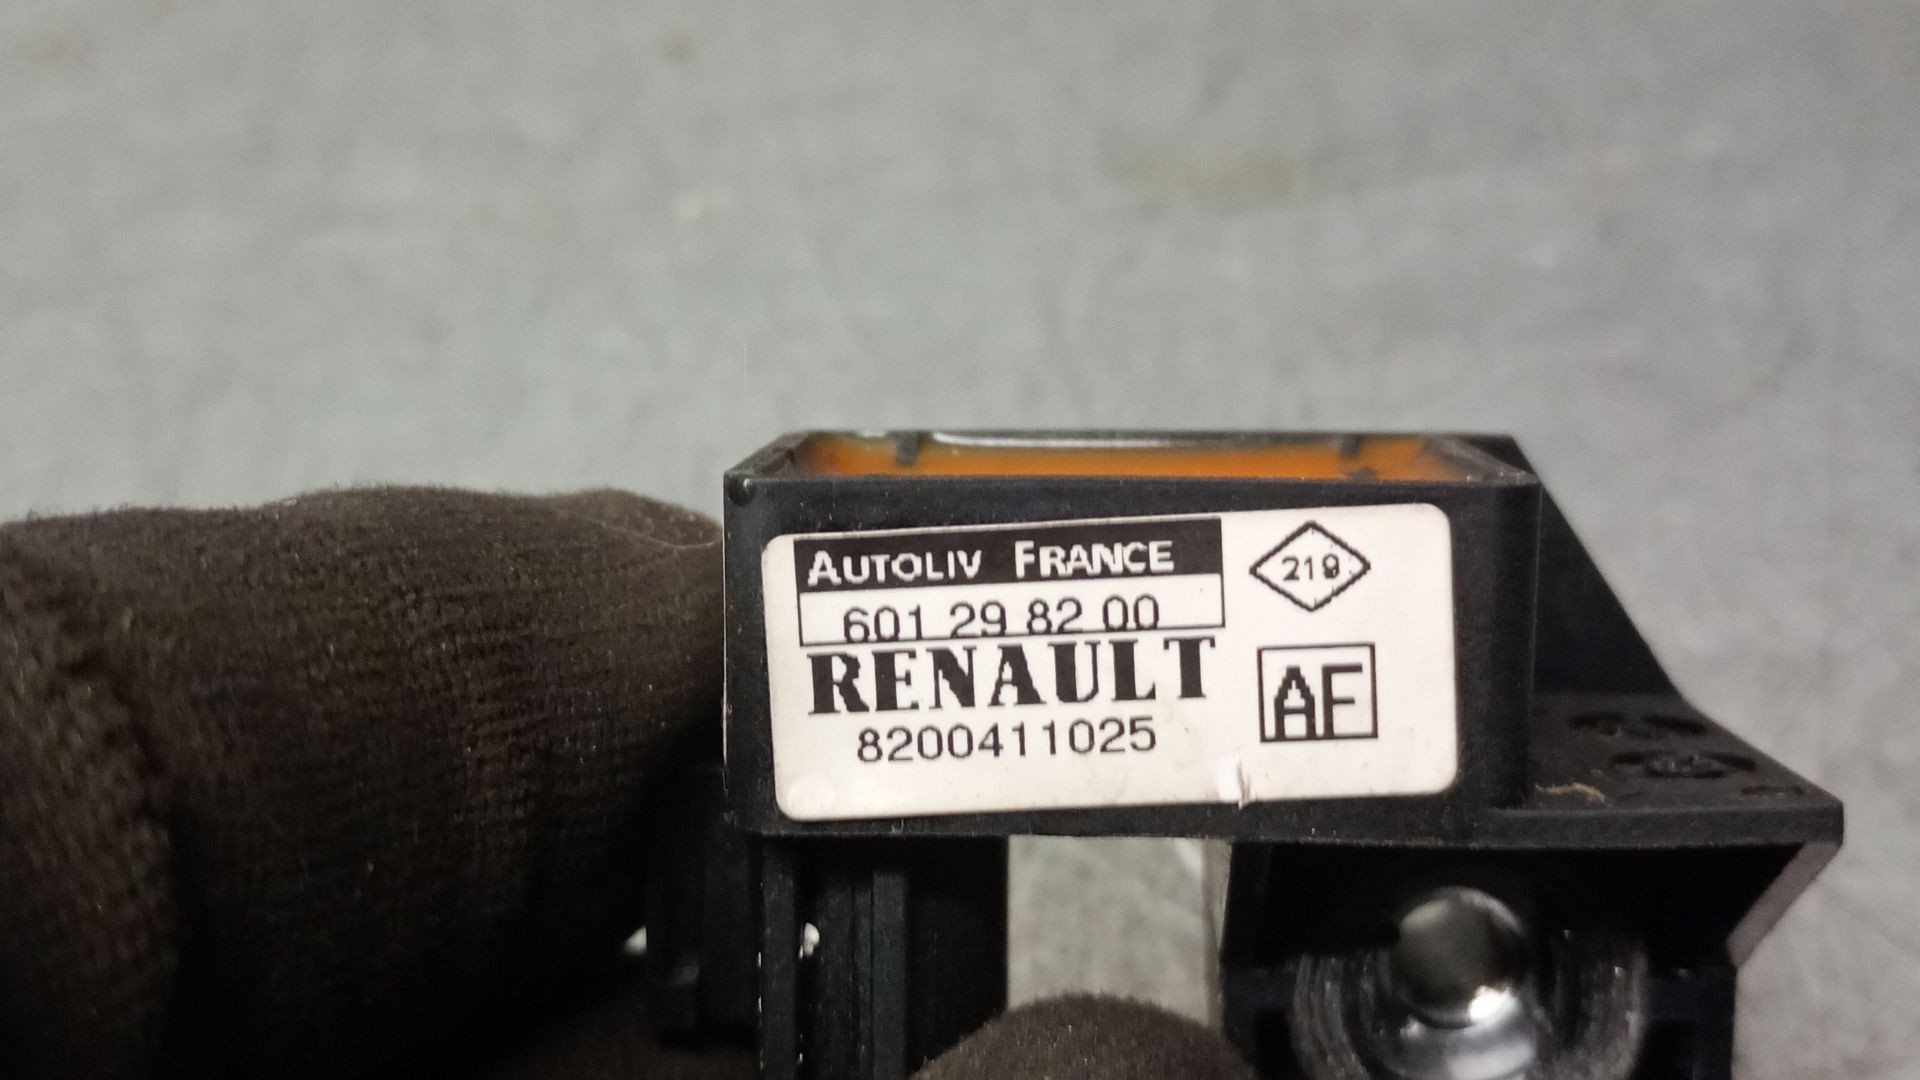 AUTOLIV FRANCE
219
601 29 82 00
RENAULT
AF
8200411025